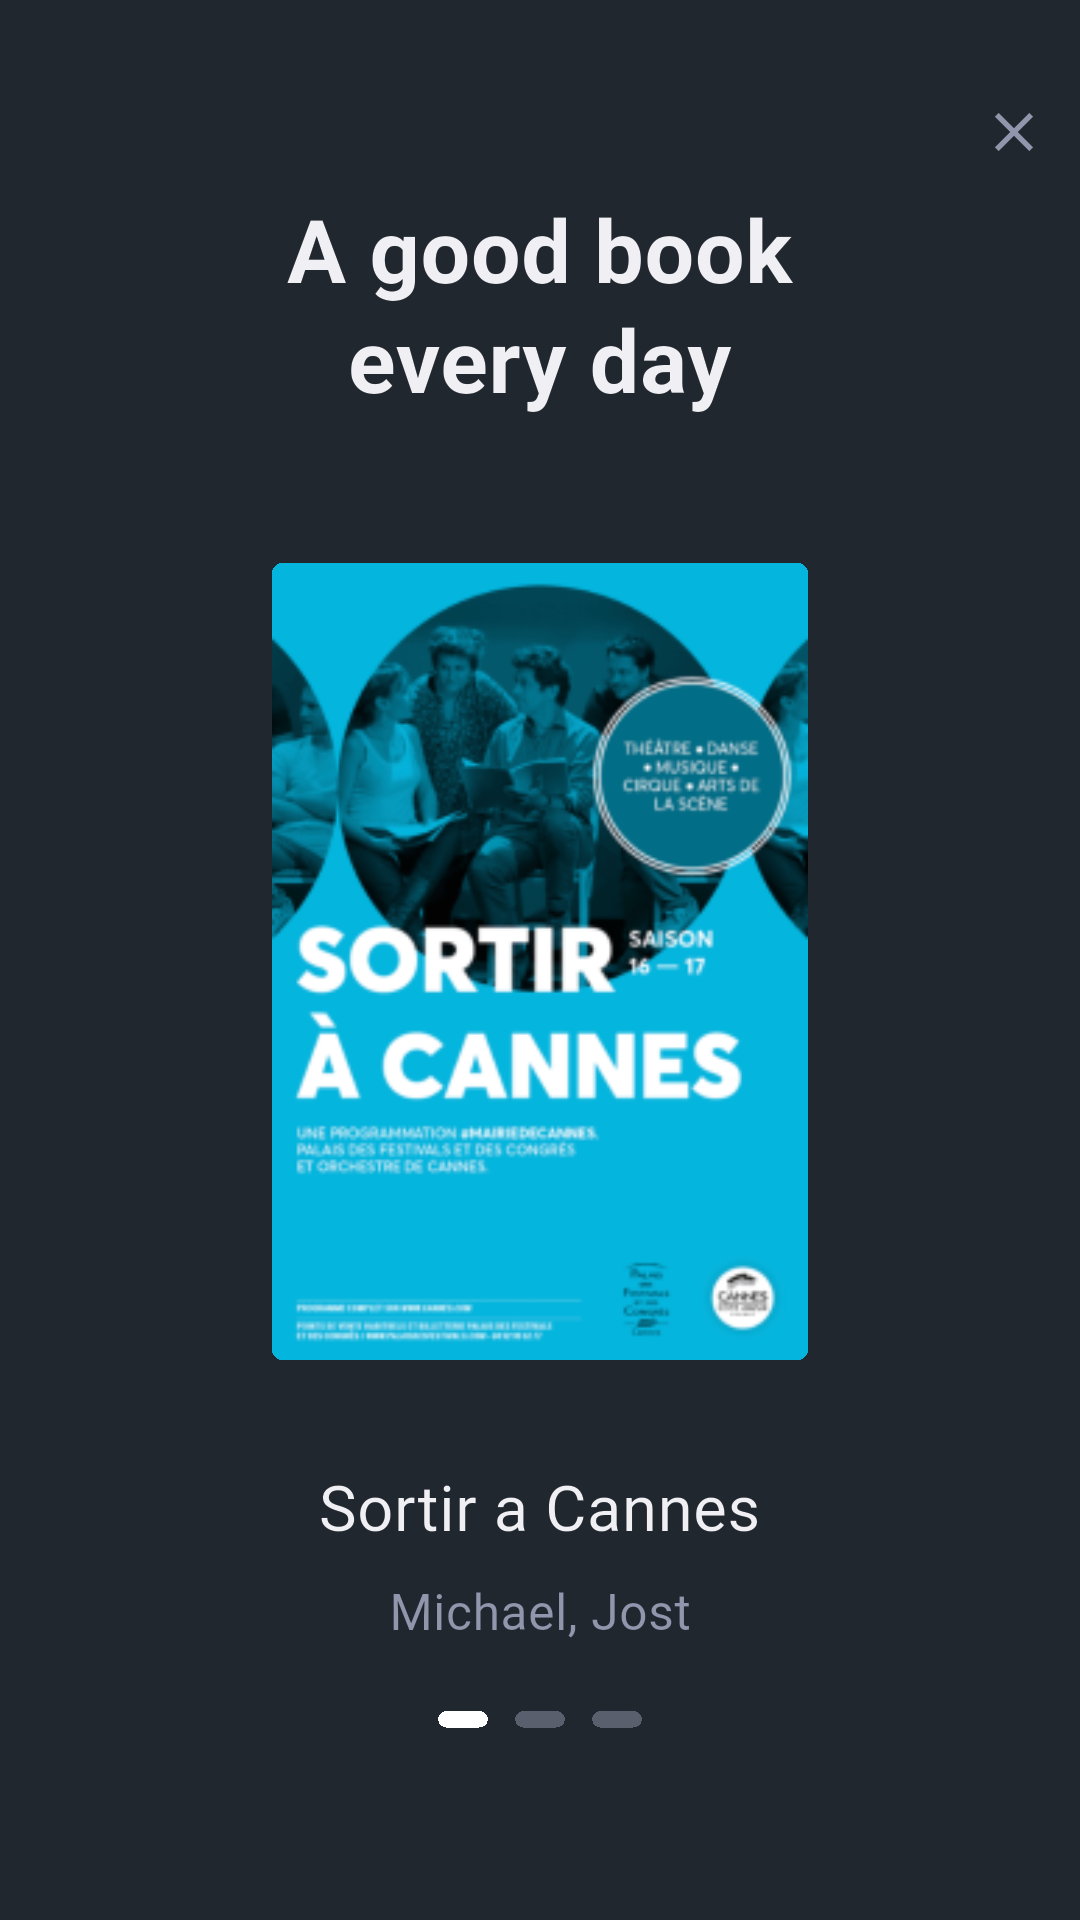 A good book
every day
THÉÂTRE • DANSE
• MUSIQUE •
CIRQUE • ARTS DE
LA SCÈNE
SORTIR
SAISON
16 — 17
À CANNES
UNE PROGRAMMATION #MAIRIEDECANNES,
PALAIS DES FESTIVALS ET DES CONGRÈS
ET ORCHESTRE DE CANNES.
CANNES
Sortir a Cannes
Michael, Jost